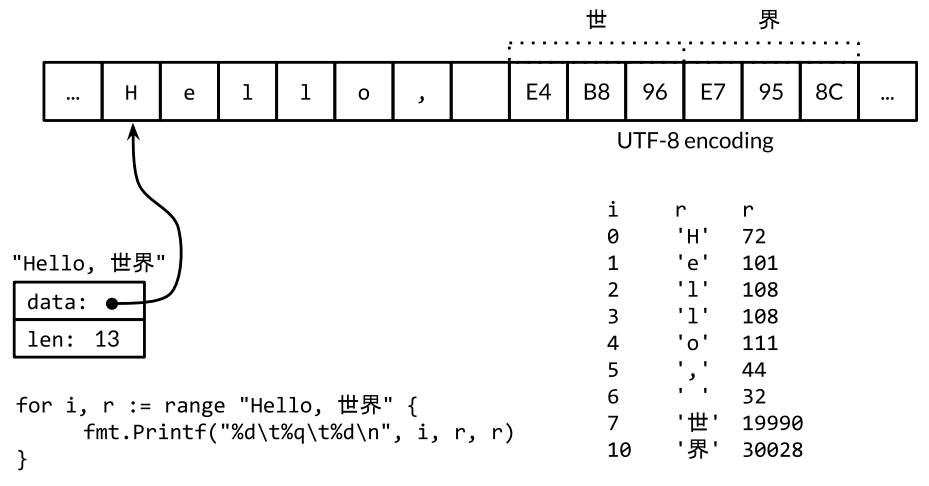 世 界
… H e l l o , E4 B8 96 E7 95 8C …
UTF-8 encoding
"Hello, 世界"
data:
len: 13
for i, r := range "Hello, 世界" {
fmt.Printf("%d\t%q\t%d\n", i, r, r)
}
i r r
0 'H' 72
1 'e' 101
2 'l' 108
3 'l' 108
4 'o' 111
5 ',' 44
6 ' ' 32
7 '世' 19990
10 '界' 30028